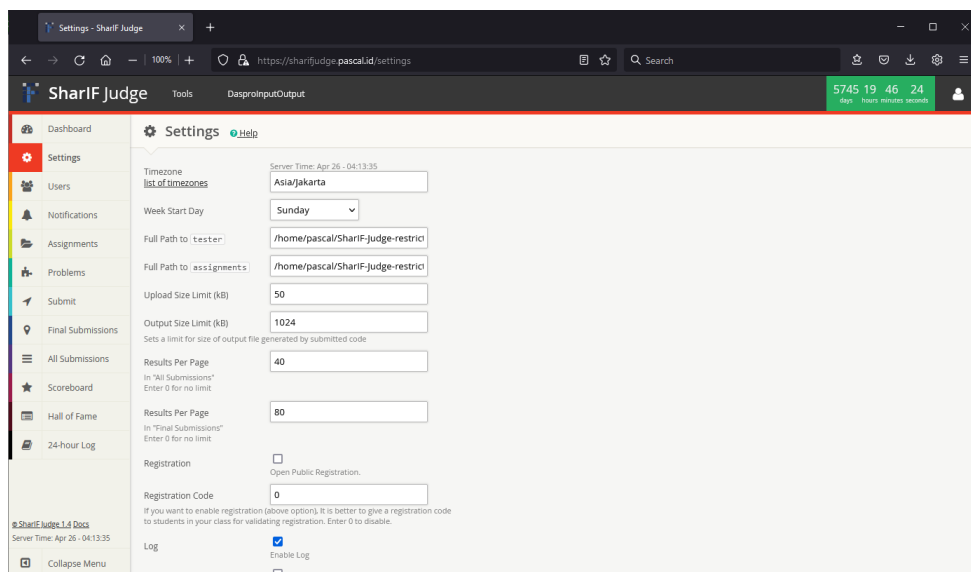 Settings - SharIF Judge
100%
https://sharifjudge.pascal.id/settings
Search
SharIF Judge
Tools
DasproInputOutput
5745 19 46 24
days hours minutes seconds
Dashboard
Settings
Users
Notifications
Assignments
Problems
Submit
Final Submissions
All Submissions
Scoreboard
Hall of Fame
24-hour Log
© SharIF Judge 1.4 Docs
Server Time: Apr 26 - 04:13:35
Collapse Menu
Settings Help
Server Time: Apr 26 - 04:13:35
Timezone
list of timezones
Asia/Jakarta
Week Start Day
Sunday
Full Path to tester
/home/pascal/SharIF-Judge-restrict
Full Path to assignments
/home/pascal/SharIF-Judge-restrict
Upload Size Limit (kB)
50
Output Size Limit (kB)
1024
Sets a limit for size of output file generated by submitted code
Results Per Page
40
In "All Submissions"
Enter 0 for no limit
Results Per Page
80
In "Final Submissions"
Enter 0 for no limit
Registration
Open Public Registration.
Registration Code
0
If you want to enable registration (above option), It is better to give a registration code
to students in your class for validating registration. Enter 0 to disable.
Log
Enable Log